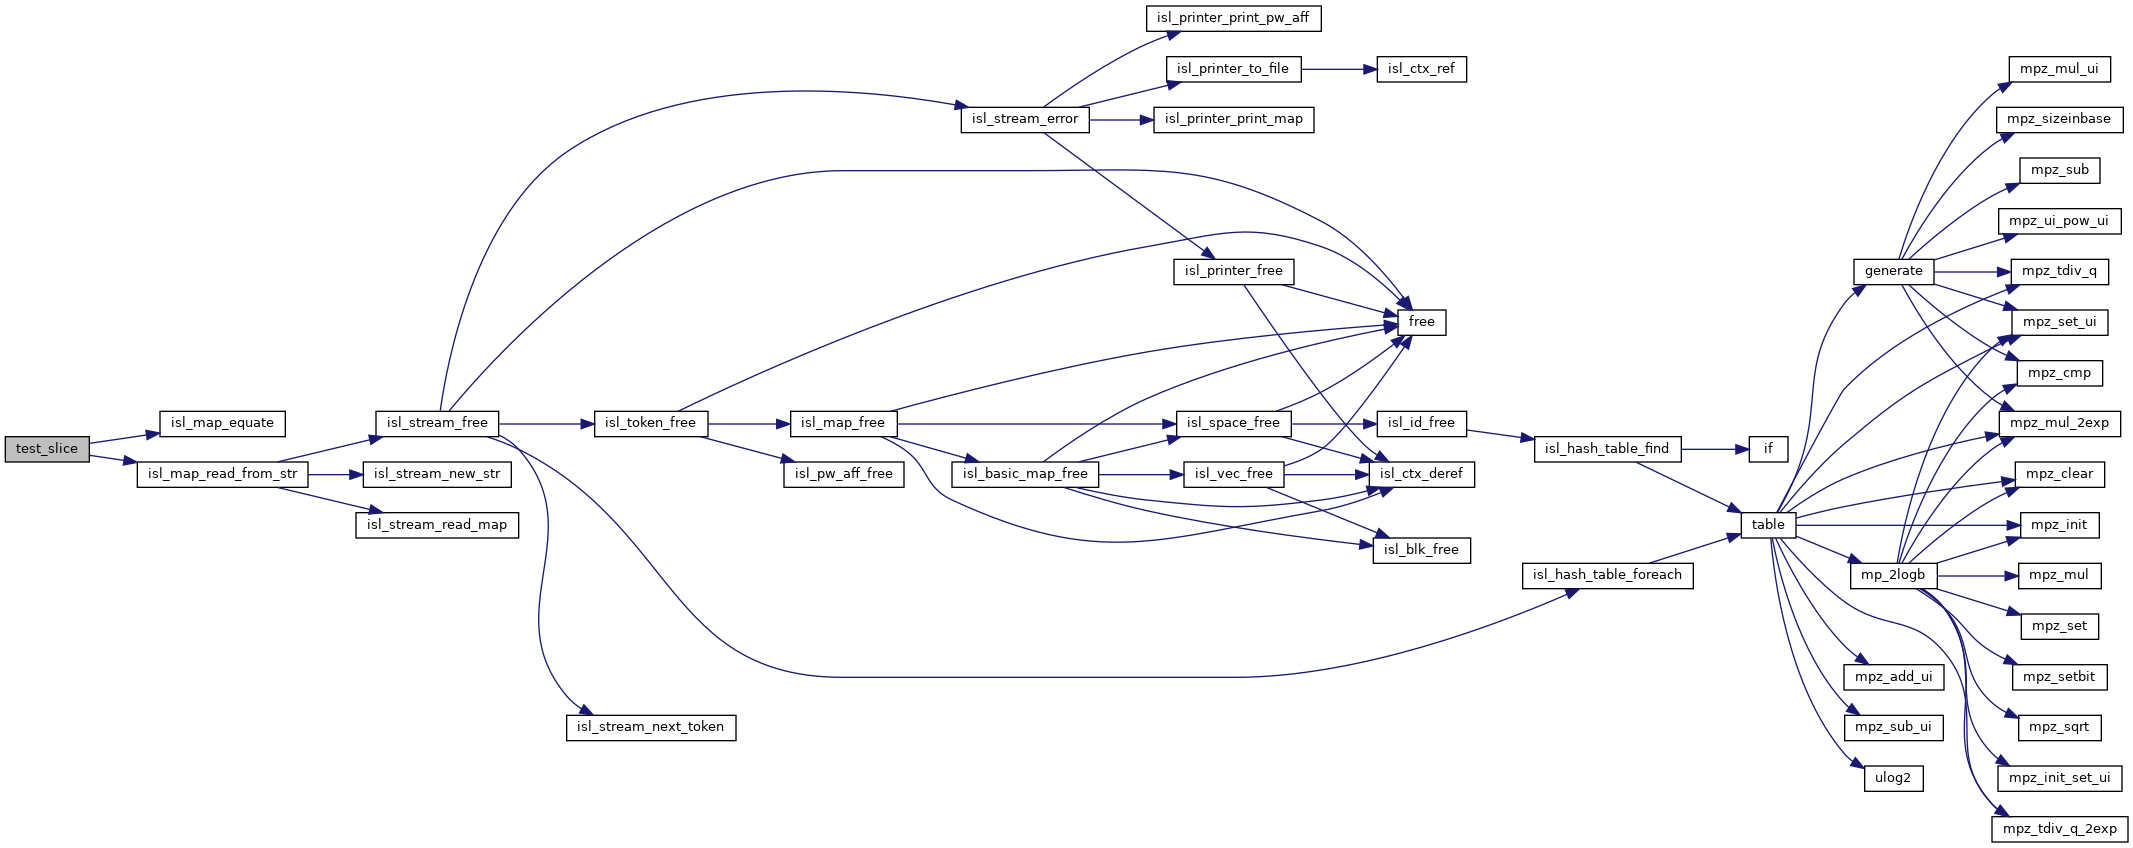 test_slice
isl_map_equate
isl_map_read_from_str
isl_stream_free
isl_stream_new_str
isl_stream_read_map
isl_stream_error
isl_token_free
isl_stream_next_token
isl_map_free
isl_pw_aff_free
isl_basic_map_free
isl_printer_print_pw_aff
isl_printer_to_file
isl_printer_print_map
isl_printer_free
isl_space_free
isl_vec_free
isl_ctx_ref
free
isl_id_free
isl_ctx_deref
isl_blk_free
isl_hash_table_find
isl_hash_table_foreach
if
table
generate
mp_2logb
mpz_add_ui
mpz_sub_ui
ulog2
mpz_mul_ui
mpz_sizeinbase
mpz_sub
mpz_ui_pow_ui
mpz_tdiv_q
mpz_set_ui
mpz_cmp
mpz_mul_2exp
mpz_clear
mpz_init
mpz_mul
mpz_set
mpz_setbit
mpz_sqrt
mpz_init_set_ui
mpz_tdiv_q_2exp